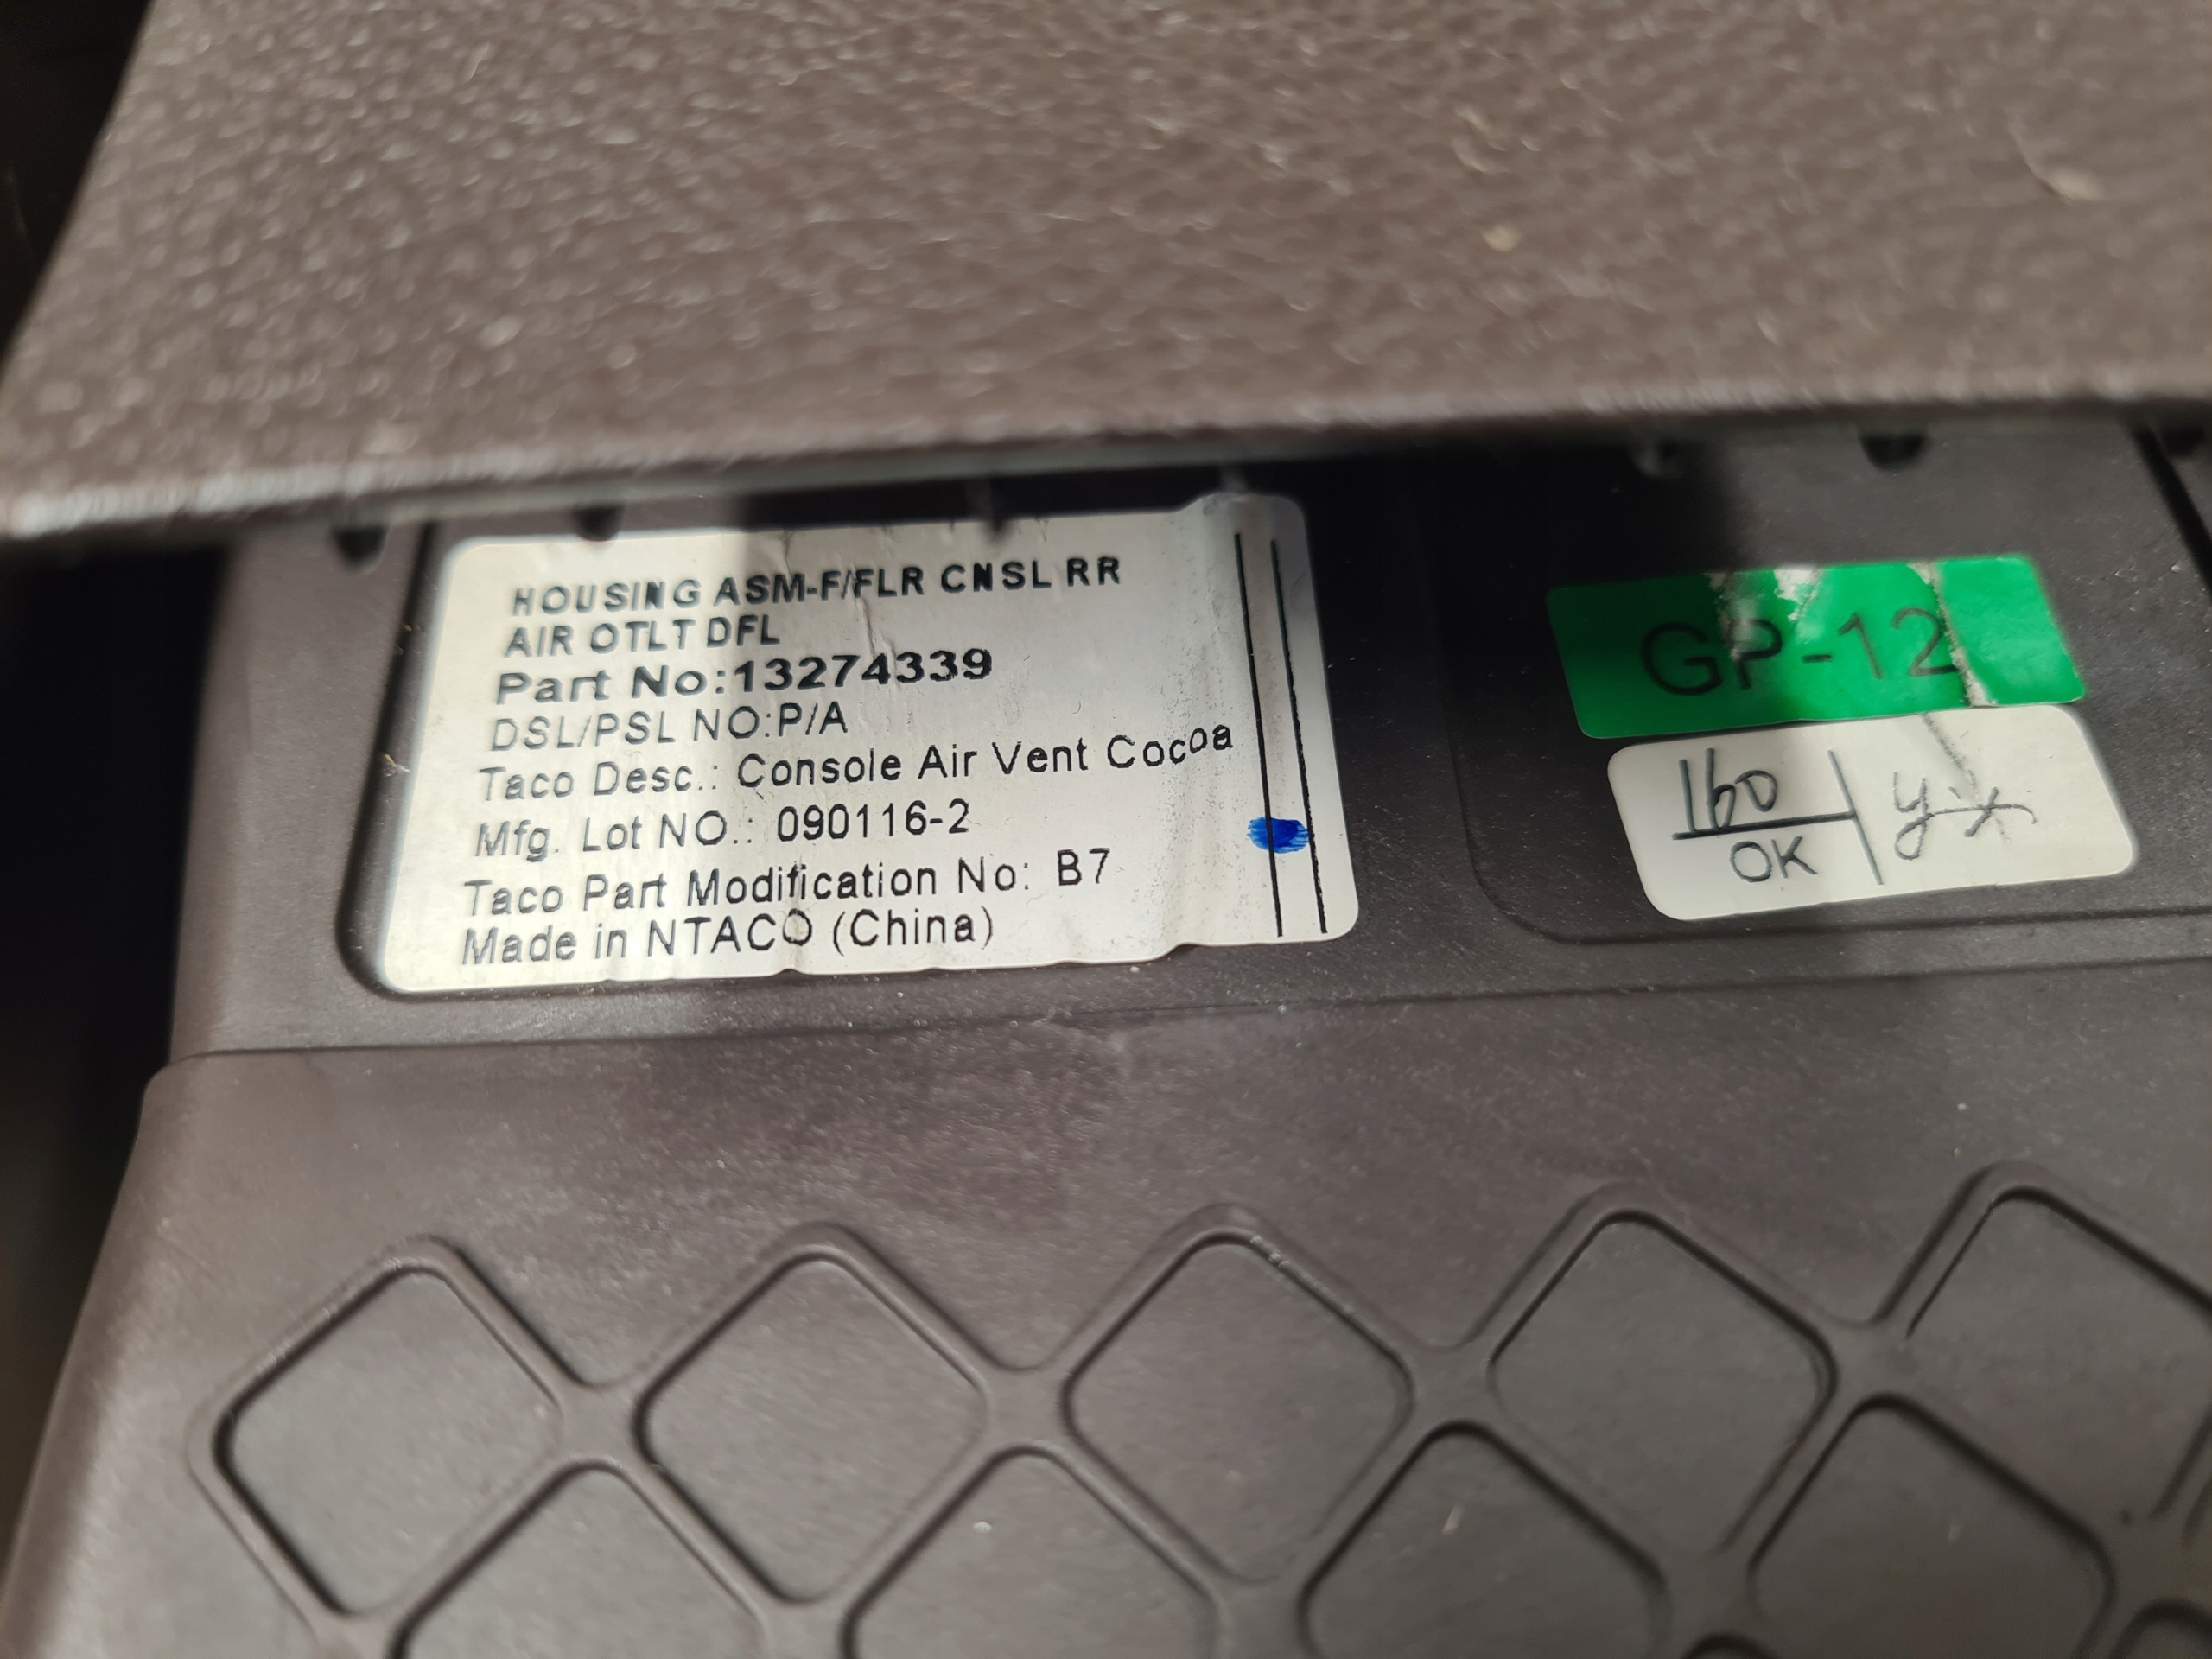 HOUSING ASM-F/FLR CNSL RR
AIR OTLT DFL
Part No:13274339
DSL/PSL NO:P/A
Taco Desc.: Console Air Vent Cocoa
Mfg. Lot NO.: 090116-2
Taco Part Modification No: B7
Made in NTACO (China)
GP-12
160
OK